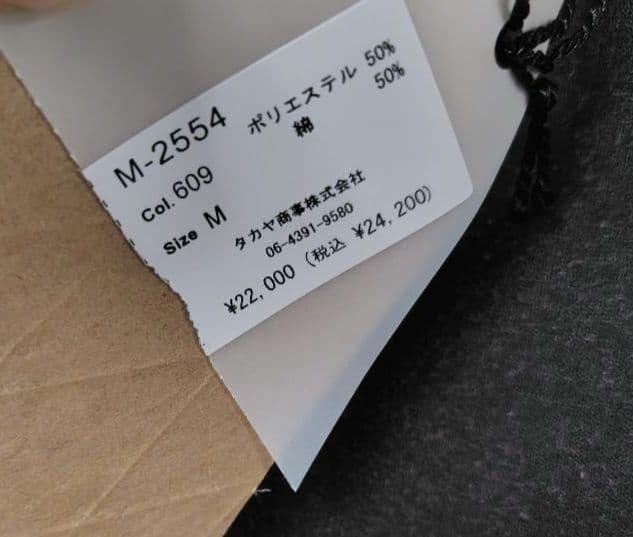 M-2554
ポリエステル 50%
綿 50%
Col. 609
Size M
タカヤ商事株式会社
06-4391-9580
¥22,000 (税込 ¥24,200)